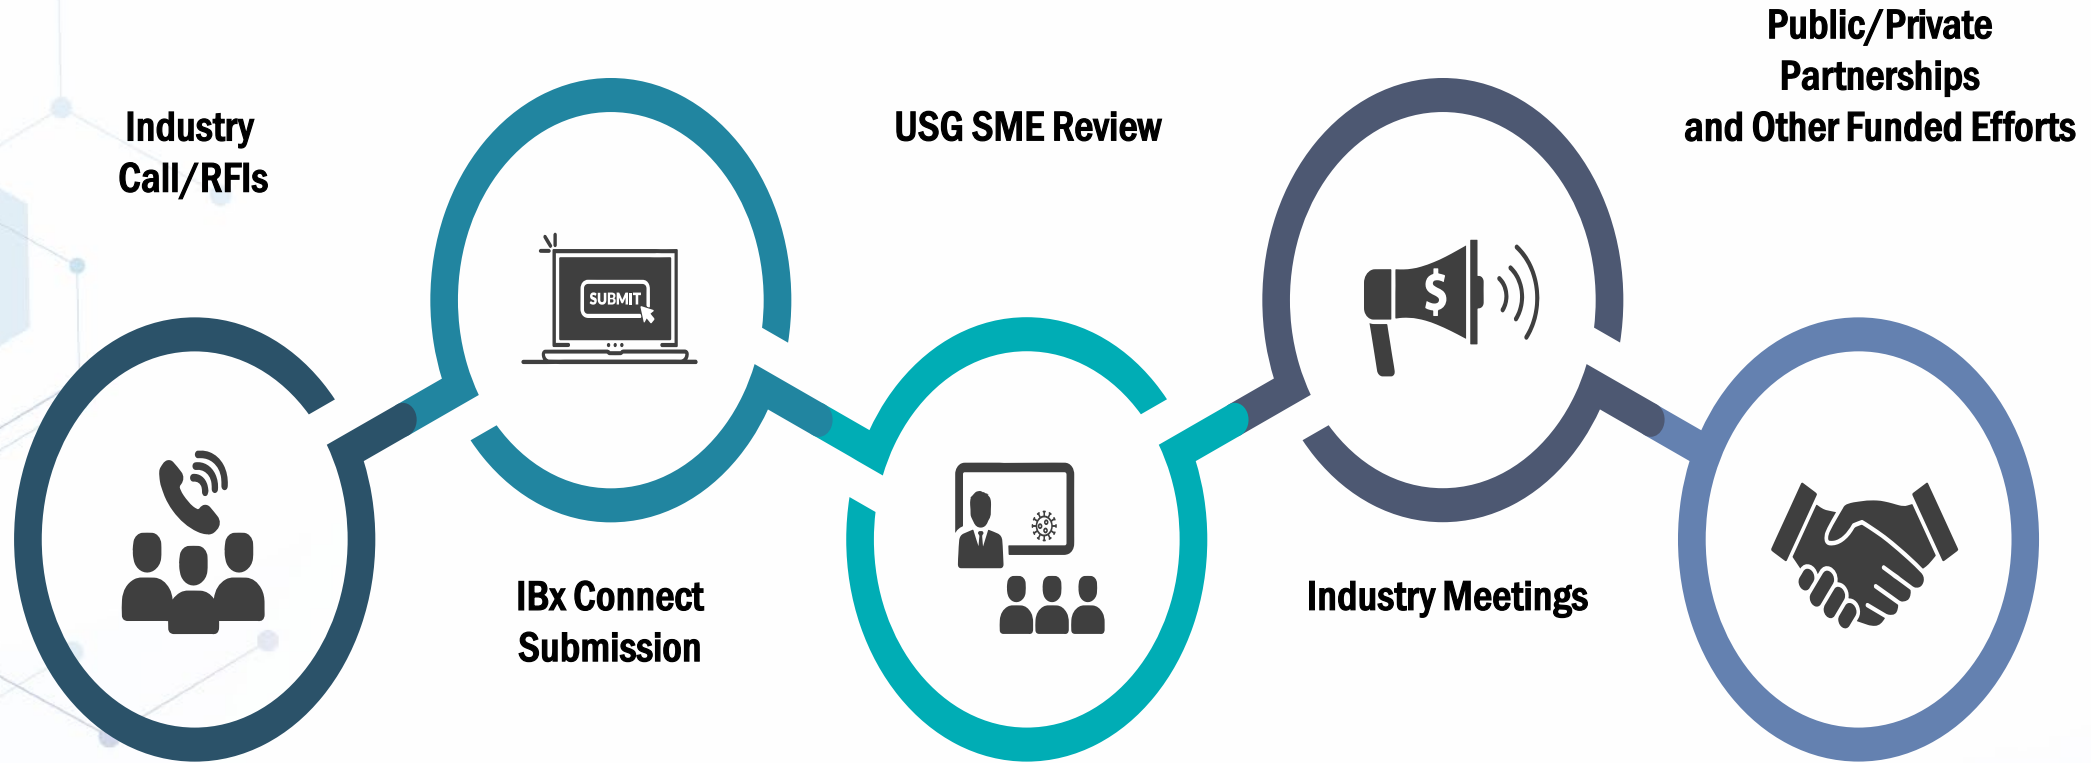 Industry
Call/RFIs
SUBMIT
IBx Connect
Submission
USG SME Review
$
Industry Meetings
Public/Private
Partnerships
and Other Funded Efforts